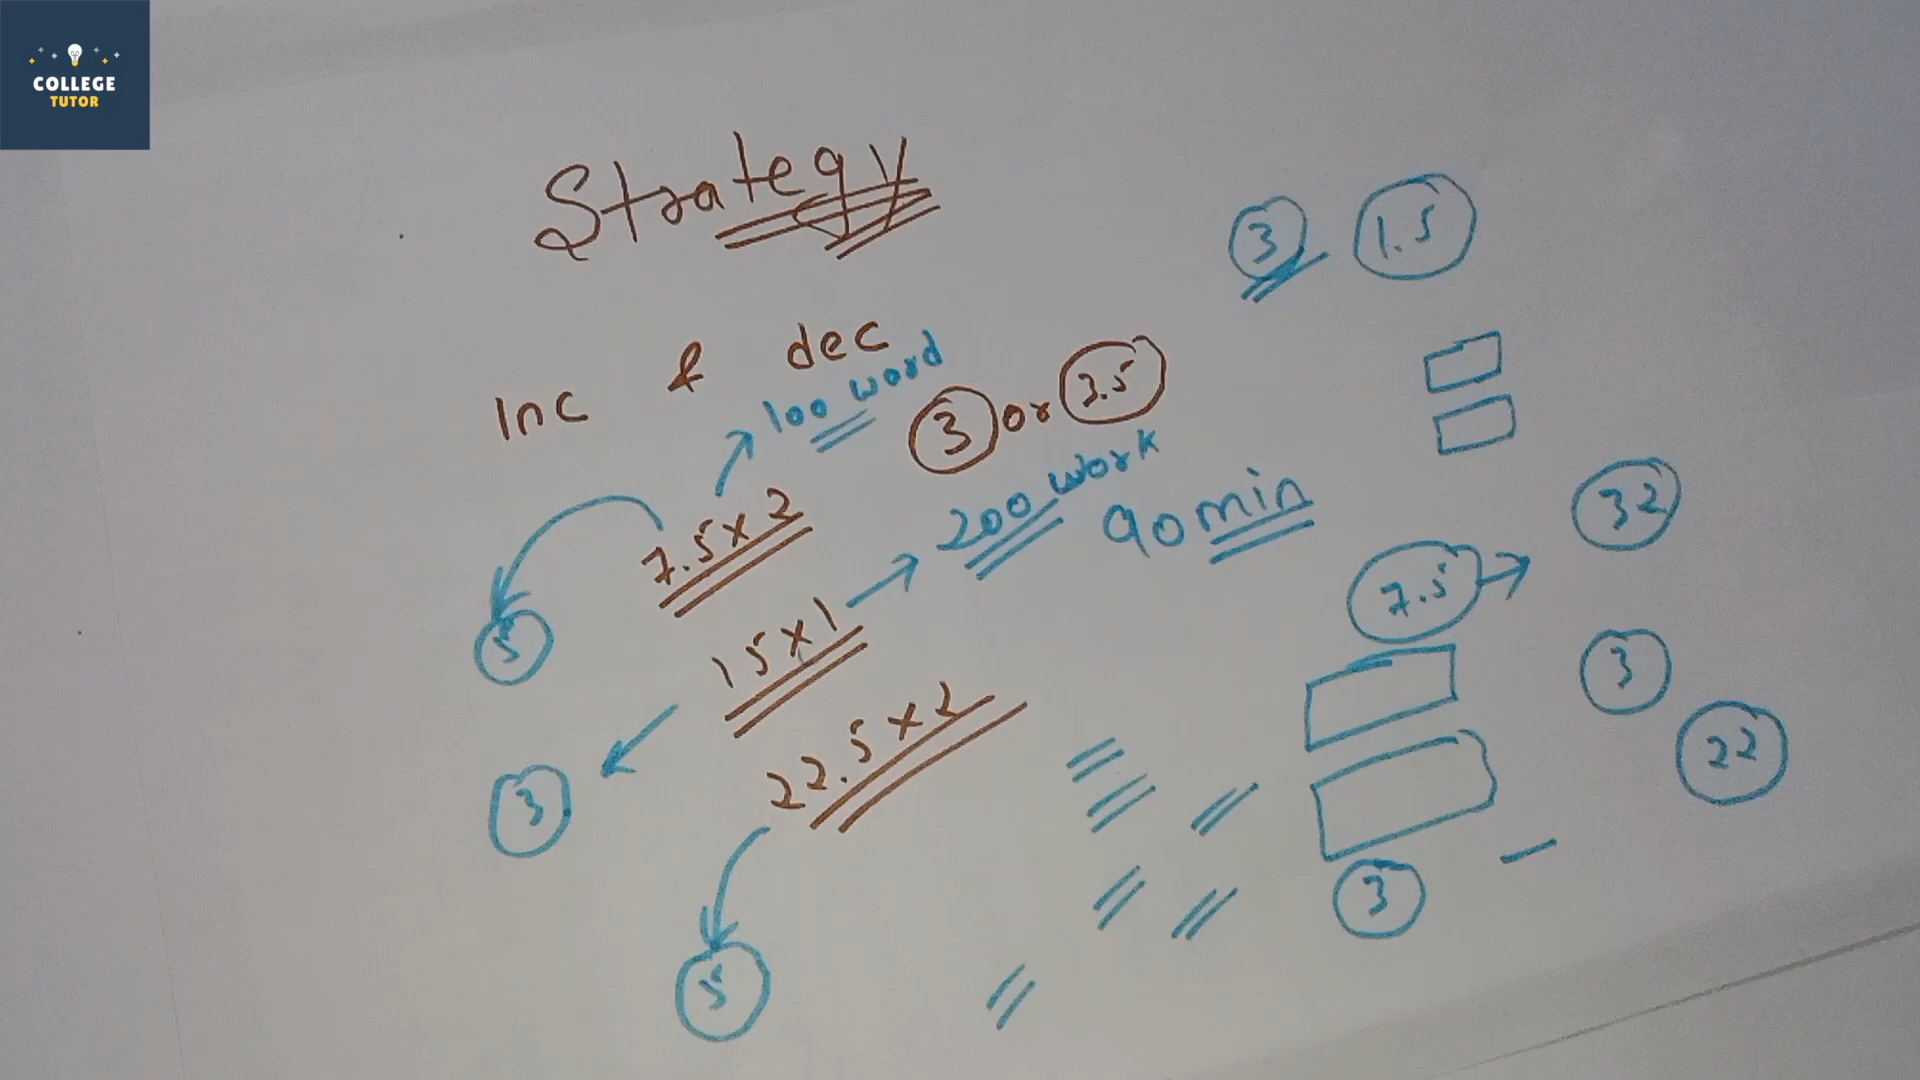 COLLEGE
TUTOR
Strategy
3 1.5
Inc & dec
100 word
3 or 3.5
200 work
90 min
7.5 x 2
32
7.5
5
15 x 1
3
22.5 x 2
22
3
3
5